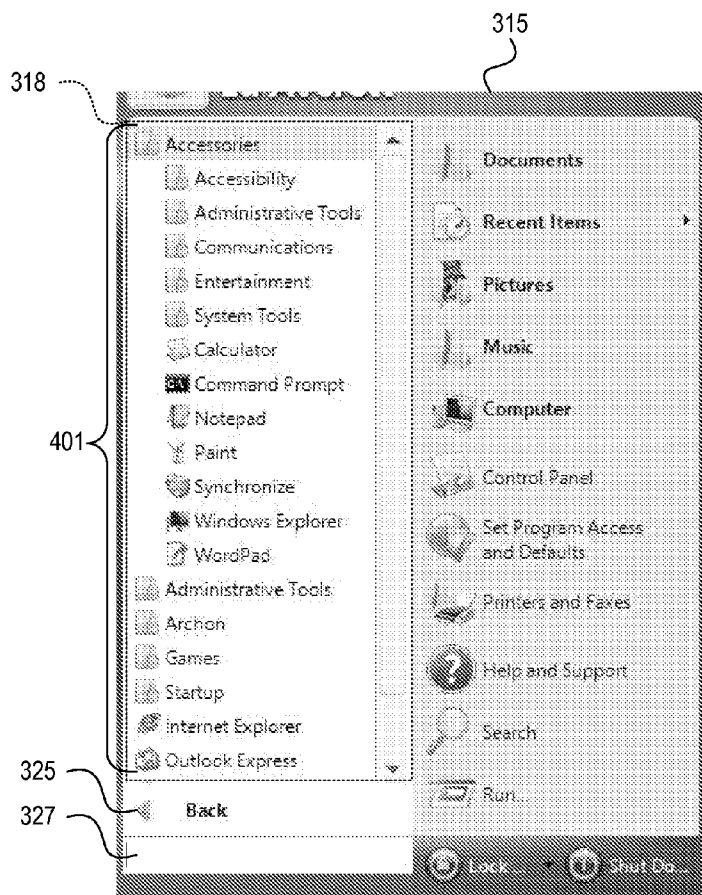 315
318
Accessories
Accessibility
Administrative Tools
Communications
Entertainment
System Tools
Calculator
Command Prompt
Notepad
Paint
Synchronize
Windows Explorer
WordPad
Administrative Tools
Archon
Games
Startup
Internet Explorer
Outlook Express
401
325
Back
327
Documents
Recent Items
Pictures
Music
Computer
Control Panel
Set Program Access
and Defaults
Printers and Faxes
Help and Support
Search
Run...
Lock...
Shut Do...